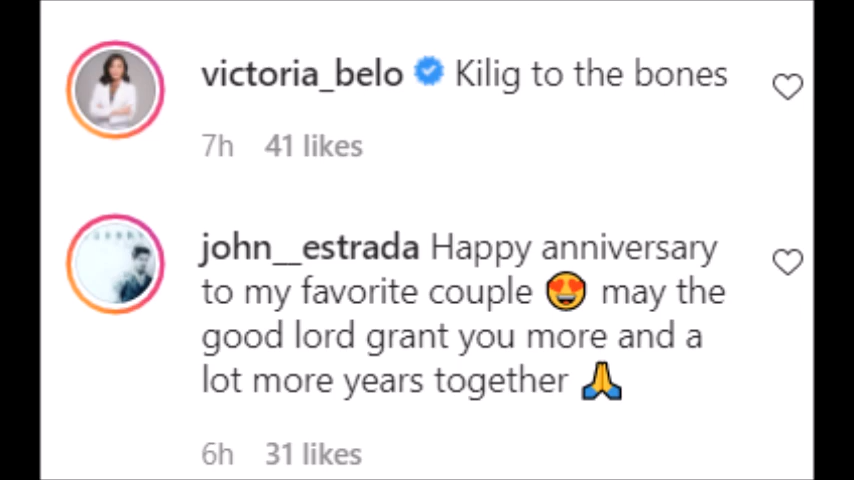 victoria_belo Kilig to the bones
7h 41 likes
john__estrada Happy anniversary
to my favorite couple 😍 may the
good lord grant you more and a
lot more years together 🙏
6h 31 likes